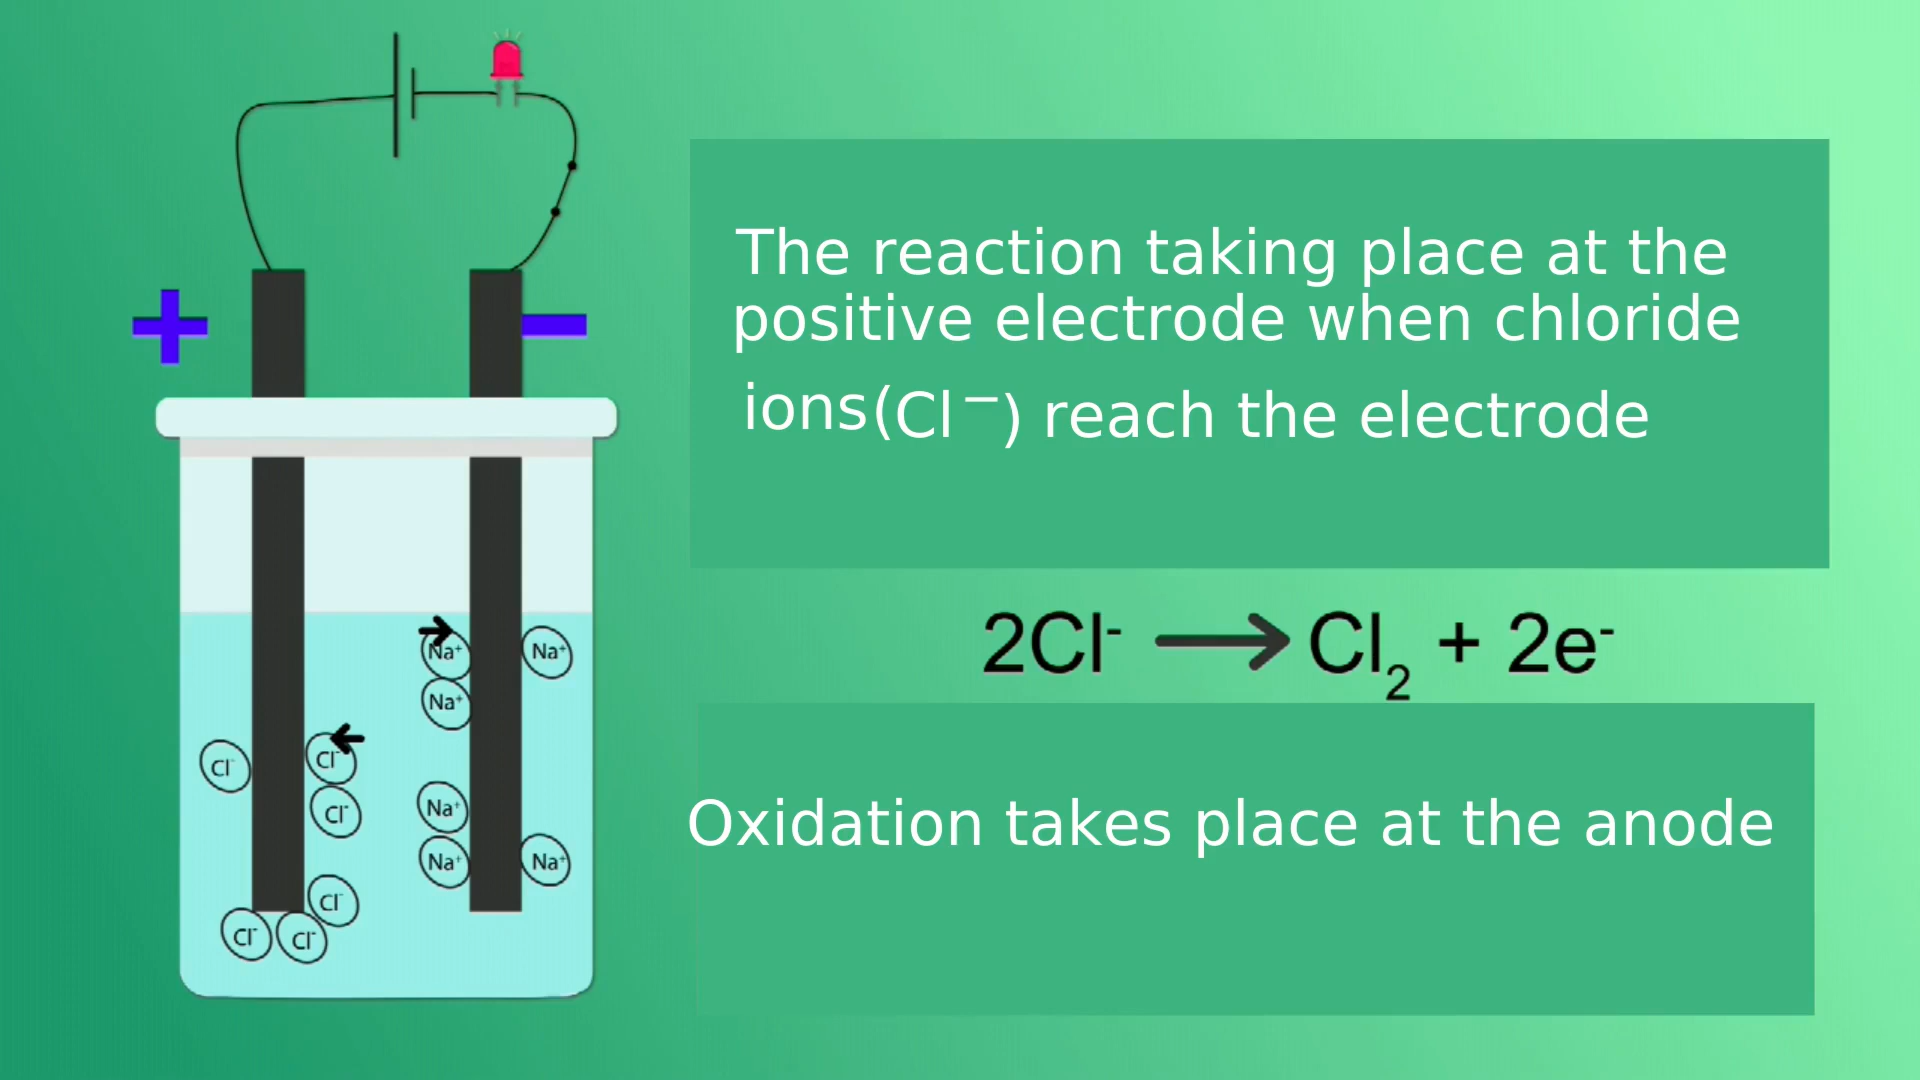 The reaction taking place at the
positive electrode when chloride
ions(Cl⁻) reach the electrode
2Cl⁻ ⟶ Cl₂ + 2e⁻
Oxidation takes place at the anode
+
−
Na⁺ Na⁺
Na⁺
Cl⁻ Cl⁻
Cl⁻
Na⁺
Na⁺ Na⁺
Cl⁻
Cl⁻ Cl⁻